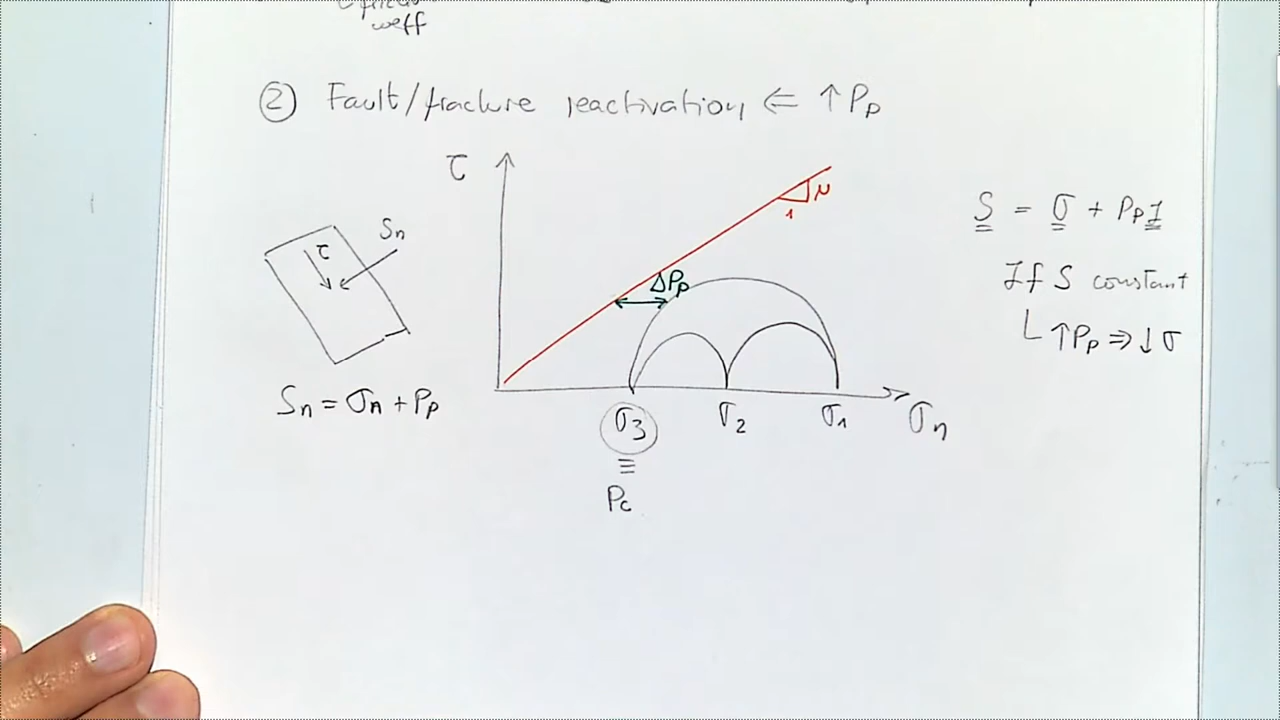 weff
② Fault/fracture reactivation ⇐ ↑ Pp
τ
μ
1
S = σ + Pp I
Sn
τ
ΔPp
If S constant
↑Pp ⇒ ↓ σ
Sn = σn + Pp
σ3 σ2 σ1 σn
≡
Pc